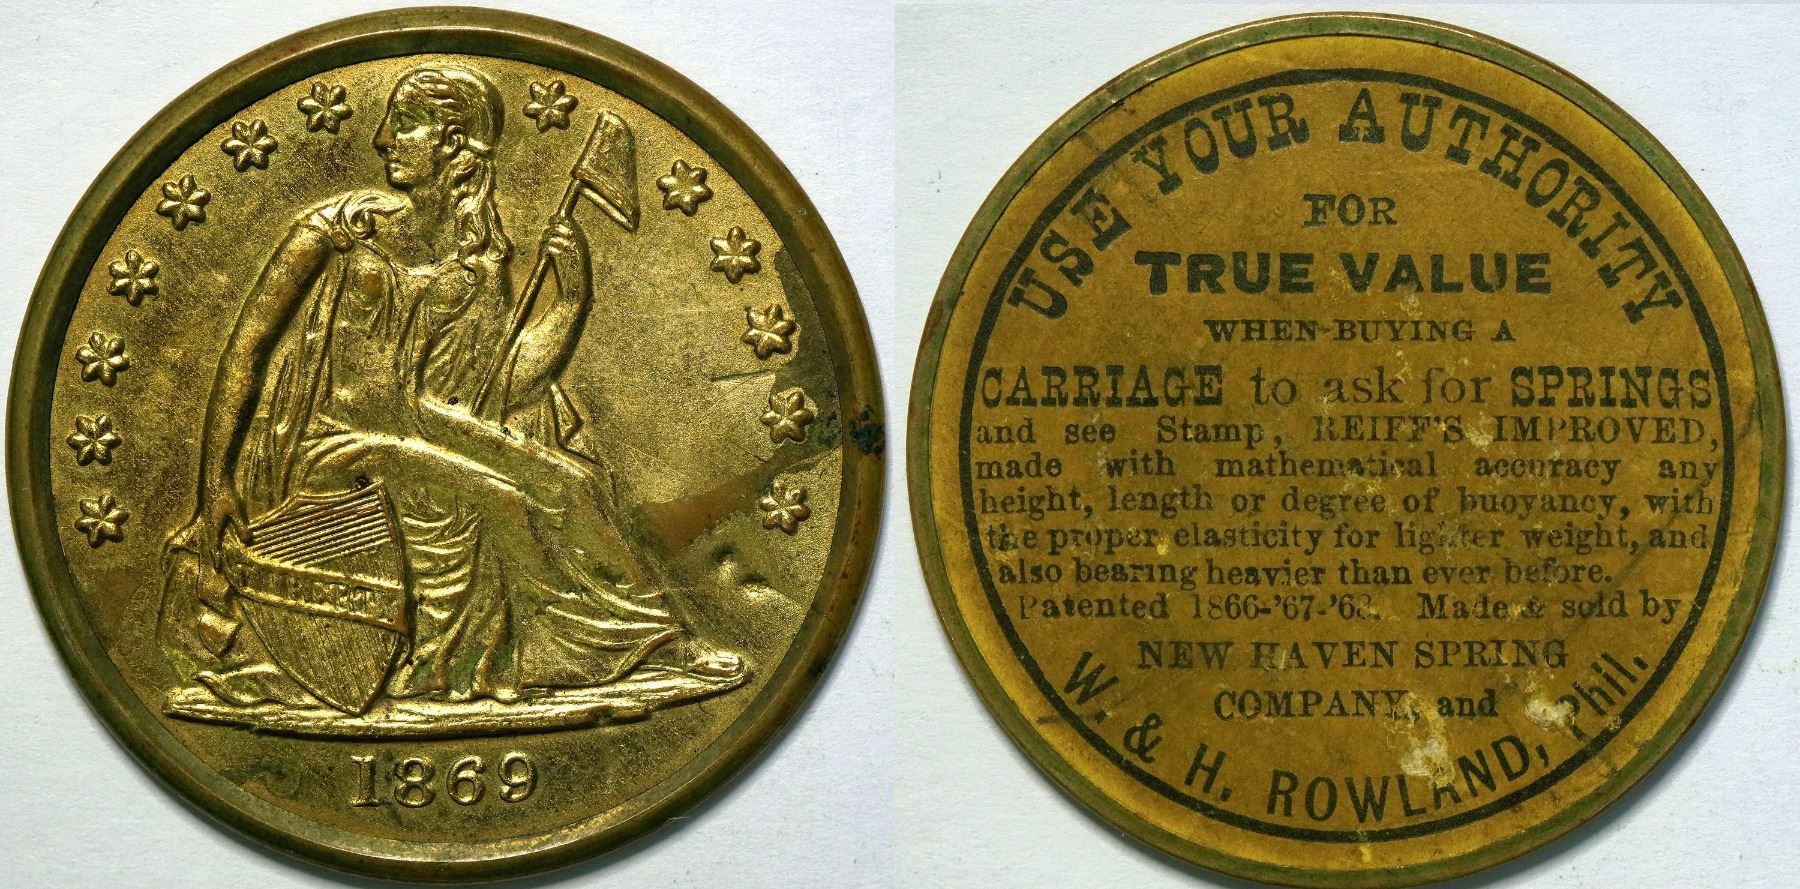 1869
USE YOUR AUTHORITY
FOR
TRUE VALUE
WHEN BUYING A
CARRIAGE to ask for SPRINGS
and see Stamp, REIFF'S IMPROVED,
made with mathematical accuracy any
height, length or degree of buoyancy, with
the proper elasticity for lighter weight, and
also bearing heavier than ever before.
Patented 1866-'67-'68. Made & sold by
NEW HAVEN SPRING
COMPANY, and
W. & H. ROWLAND, Phil.